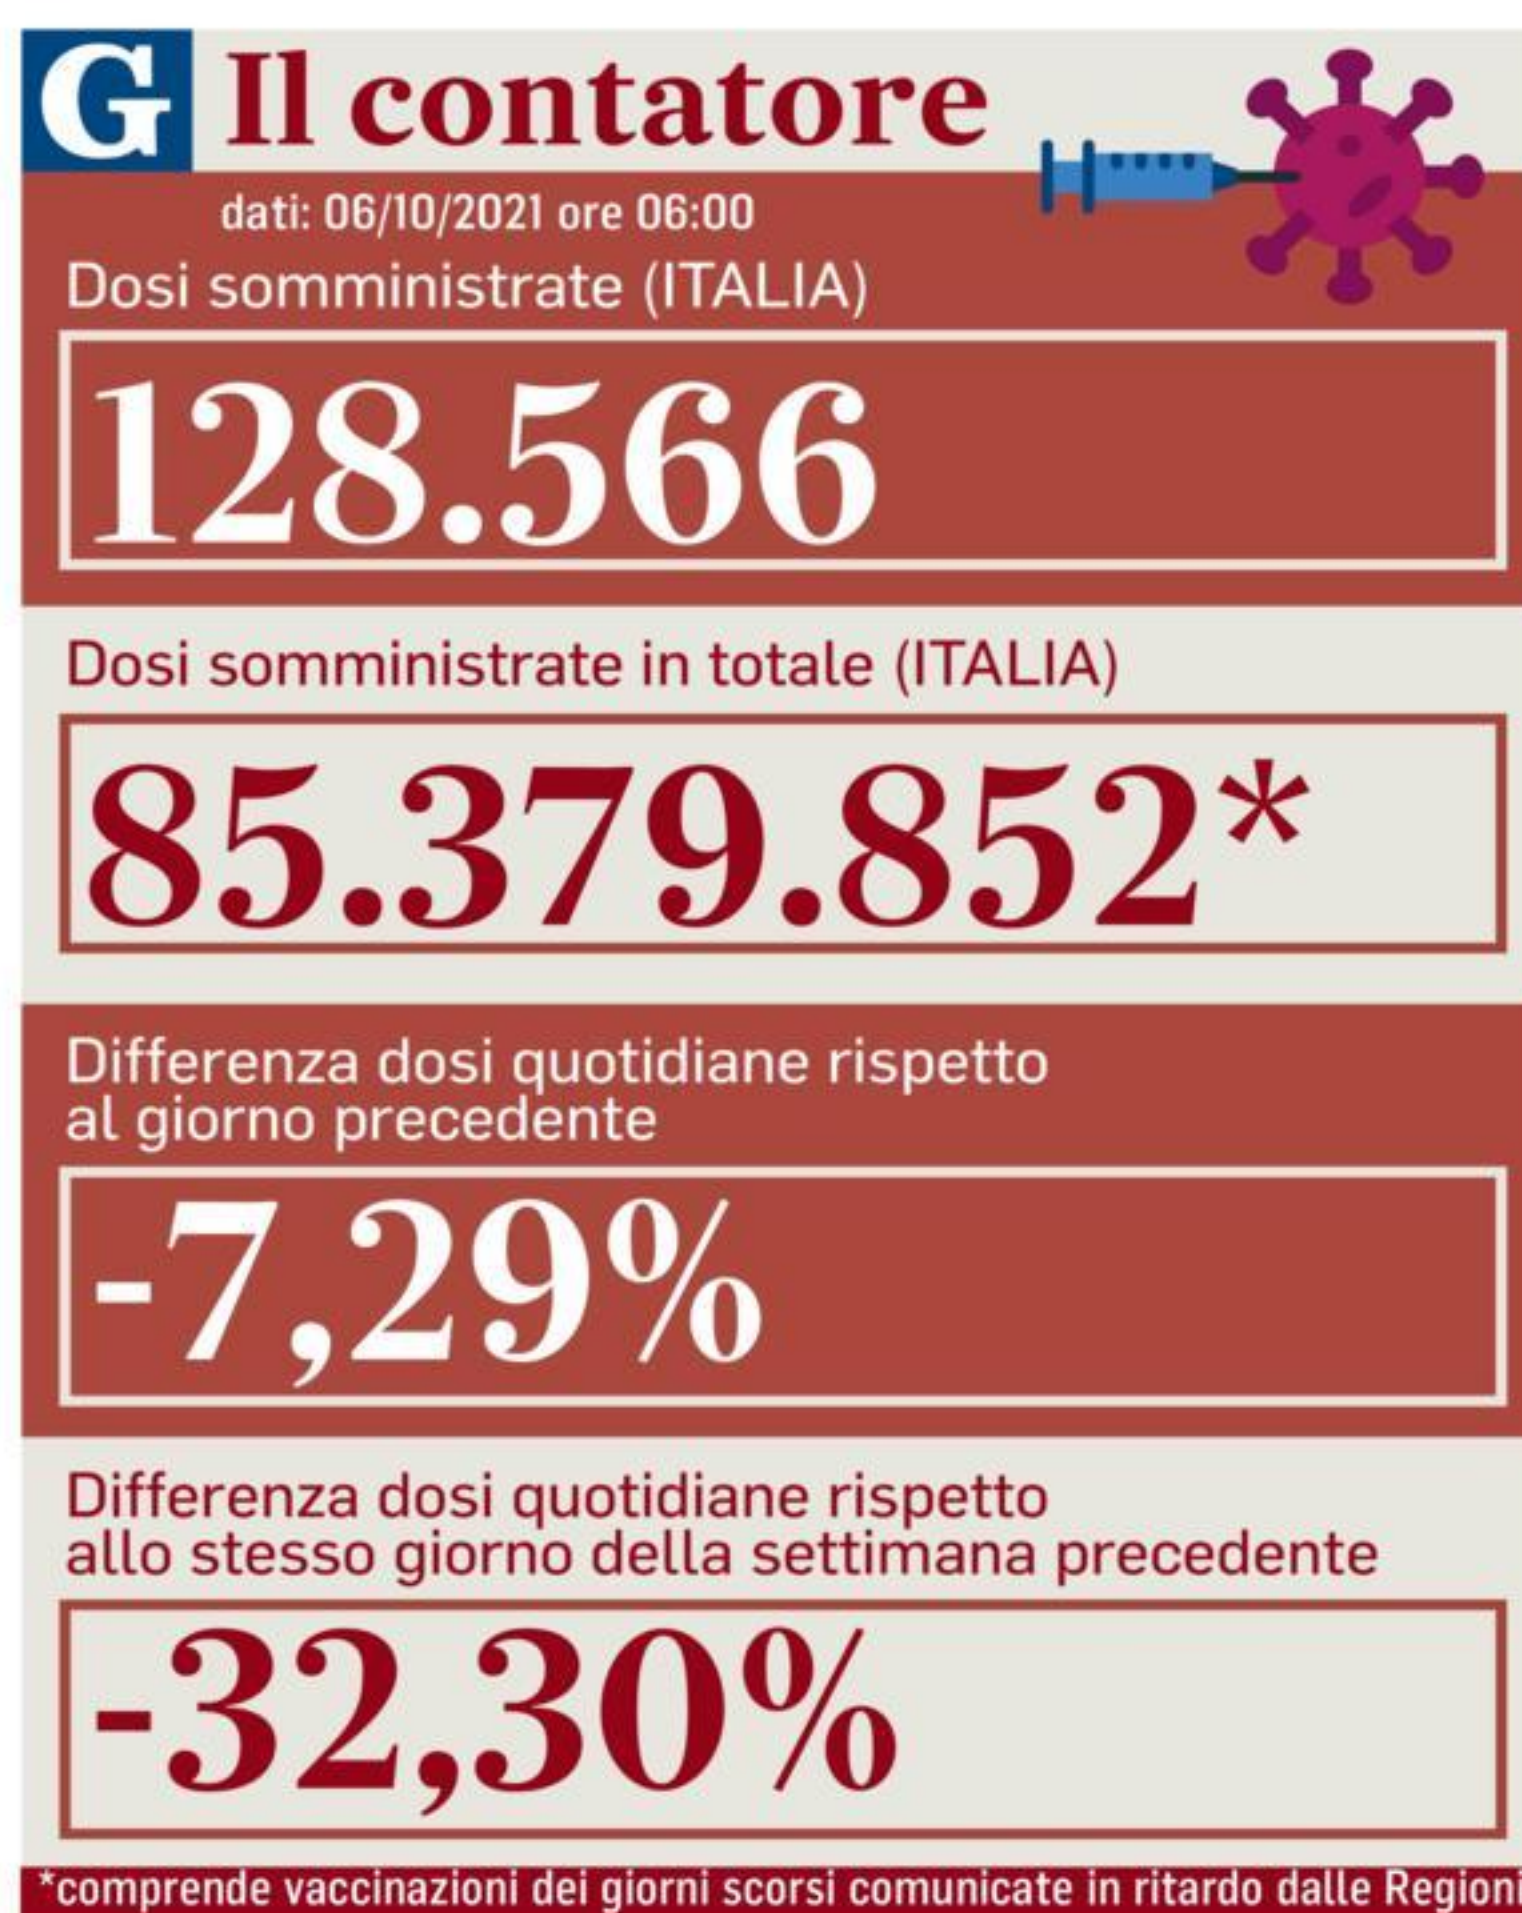 G Il contatore
dati: 06/10/2021 ore 06:00
Dosi somministrate (ITALIA)
128.566
Dosi somministrate in totale (ITALIA)
85.379.852*
Differenza dosi quotidiane rispetto
al giorno precedente
-7,29%
Differenza dosi quotidiane rispetto
allo stesso giorno della settimana precedente
-32,30%
*comprende vaccinazioni dei giorni scorsi comunicate in ritardo dalle Regioni